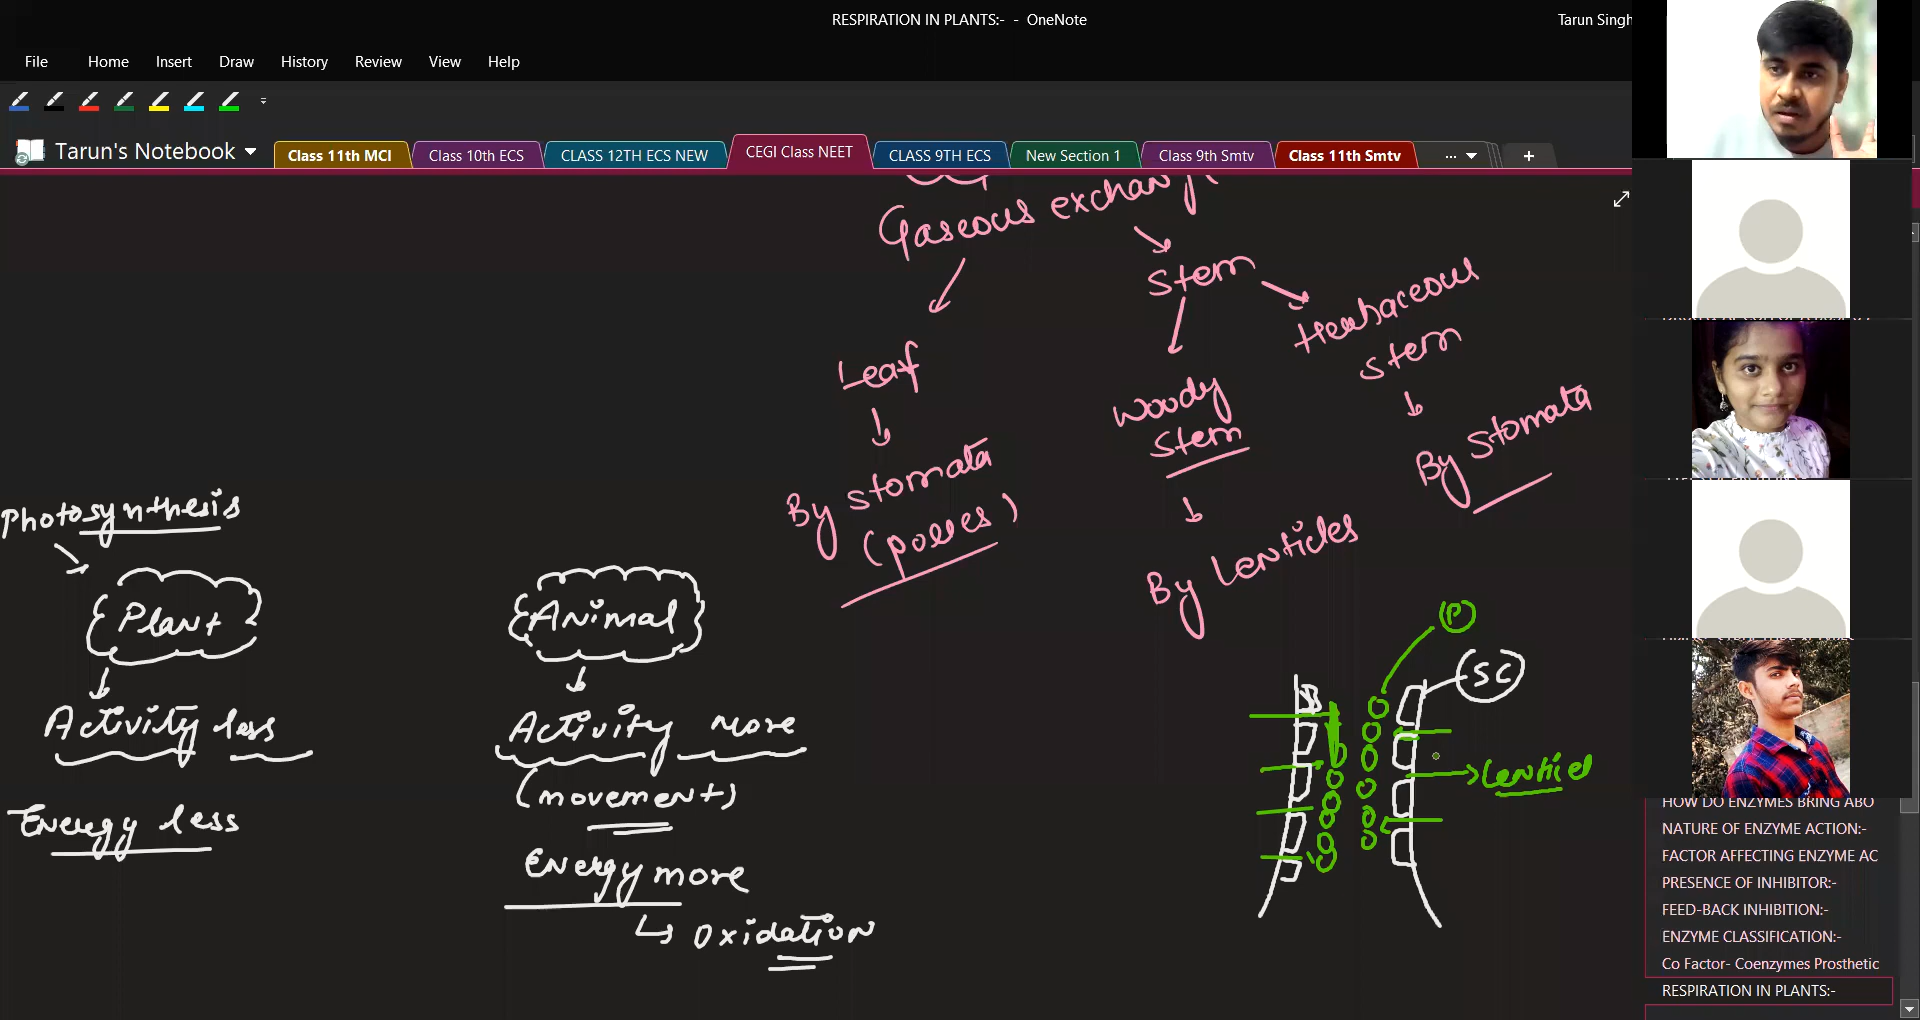 RESPIRATION IN PLANTS:- - OneNote
Tarun Singh
File Home Insert Draw History Review View Help
Tarun's Notebook
Class 11th MCI
Class 10th ECS
CLASS 12TH ECS NEW
CEGI Class NEET
CLASS 9TH ECS
New Section 1
Class 9th Smtv
Class 11th Smtv
...
+
Gaseous exchang
Leaf
By stomata
(pores)
Stem
Woody
Stem
By Lenticles
Herbaceous
stem
By stomata
Photosynthesis
Plant
Activity less
Energy less
Animal
Activity more
(movement)
Energy more
Oxidation
P
SC
Lenticel
HOW DO ENZYMES BRING ABO
NATURE OF ENZYME ACTION:-
FACTOR AFFECTING ENZYME AC
PRESENCE OF INHIBITOR:-
FEED-BACK INHIBITION:-
ENZYME CLASSIFICATION:-
Co Factor- Coenzymes Prosthetic
RESPIRATION IN PLANTS:-